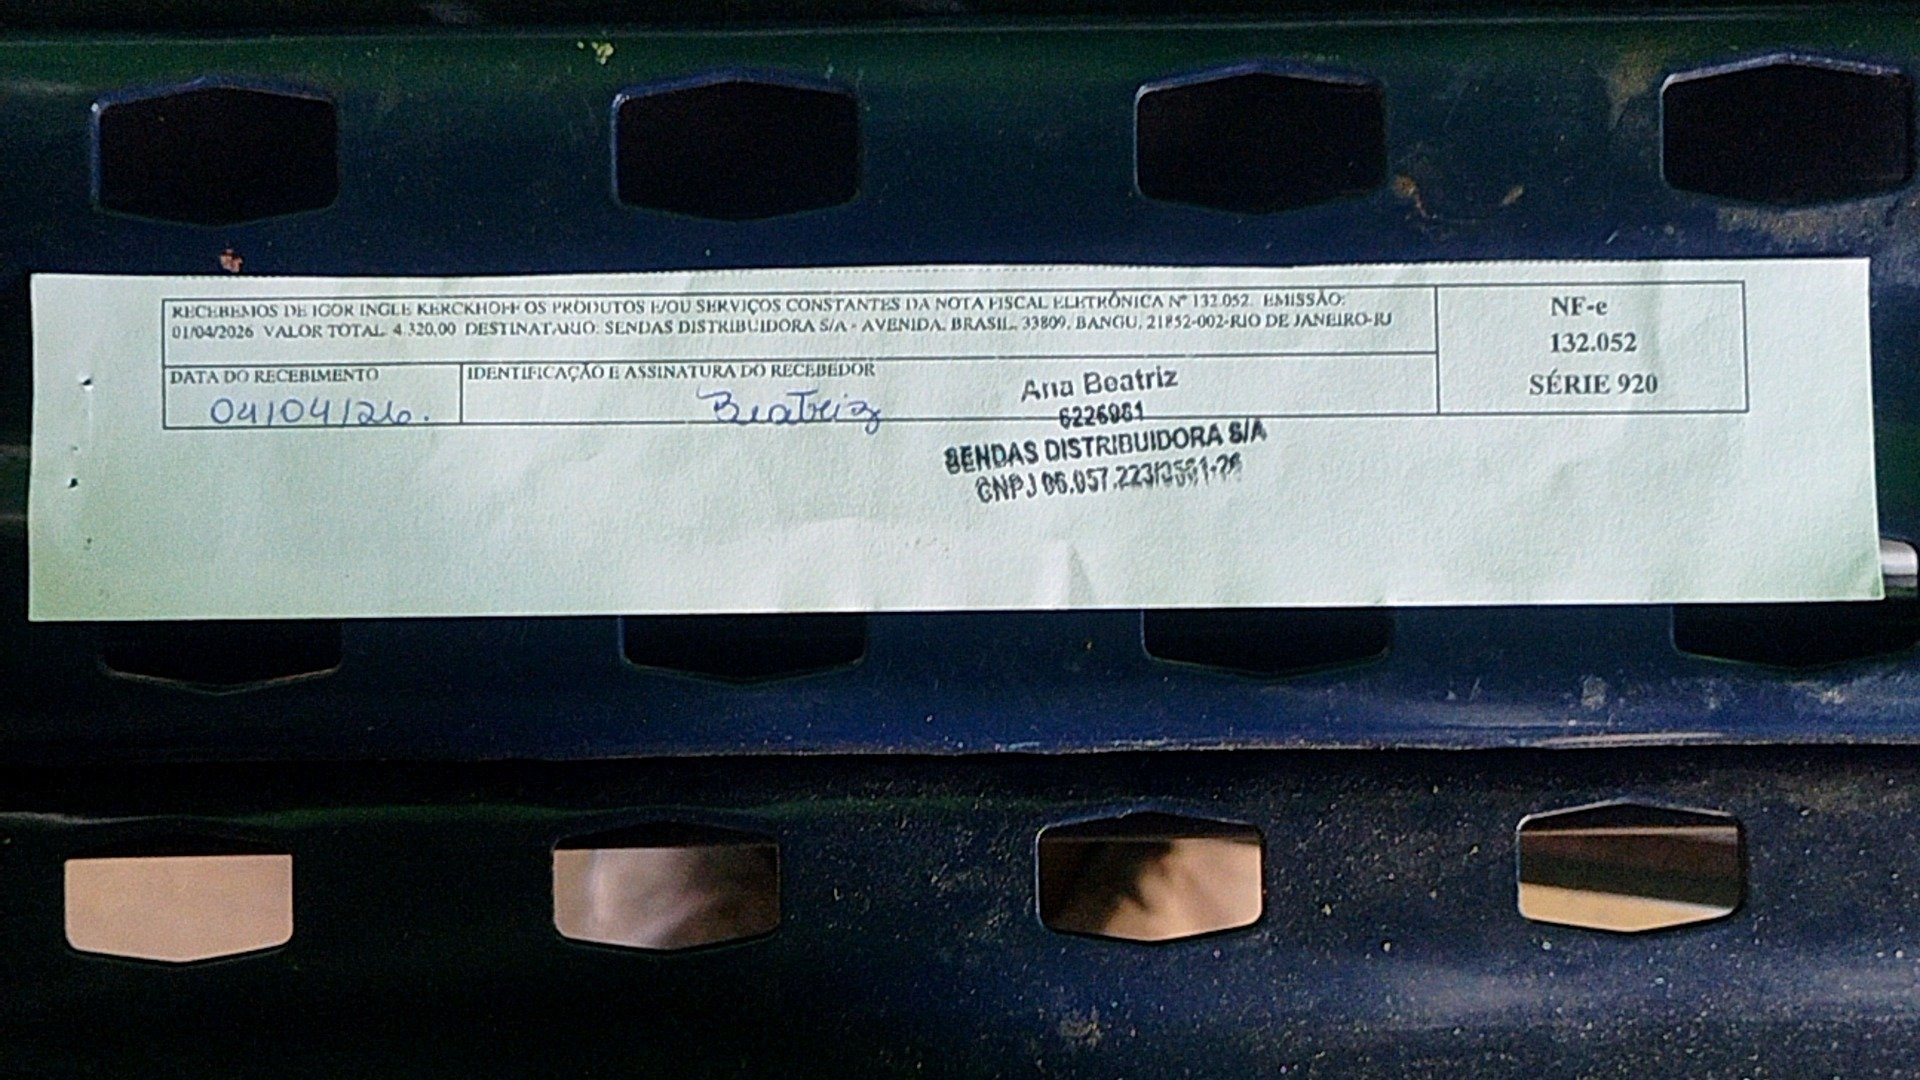 RECEBEMOS DE IGOR INGLE KERCKHOFF OS PRODUTOS E/OU SERVIÇOS CONSTANTES DA NOTA FISCAL ELETRÔNICA Nº 132.052. EMISSÃO:
01/04/2026 VALOR TOTAL: 4.320,00 DESTINATARIO: SENDAS DISTRIBUIDORA S/A - AVENIDA. BRASIL, 33809, BANGU, 21852-002-RIO DE JANEIRO-RJ
NF-e
132.052
SÉRIE 920
DATA DO RECEBIMENTO
04/04/26.
IDENTIFICAÇÃO E ASSINATURA DO RECEBEDOR
Beatriz
Ana Beatriz
6226981
SENDAS DISTRIBUIDORA S/A
CNPJ